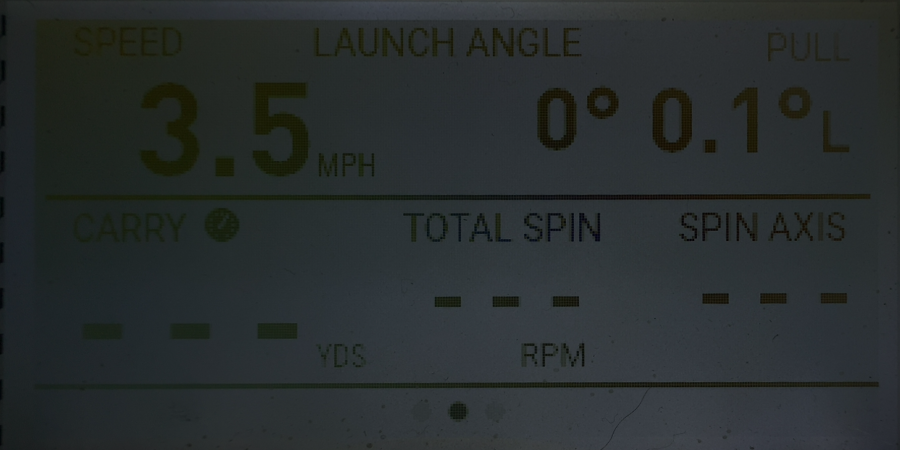 SPEED LAUNCH ANGLE PULL
3.5 MPH 0° 0.1° L
CARRY TOTAL SPIN SPIN AXIS
--- YDS --- RPM ---